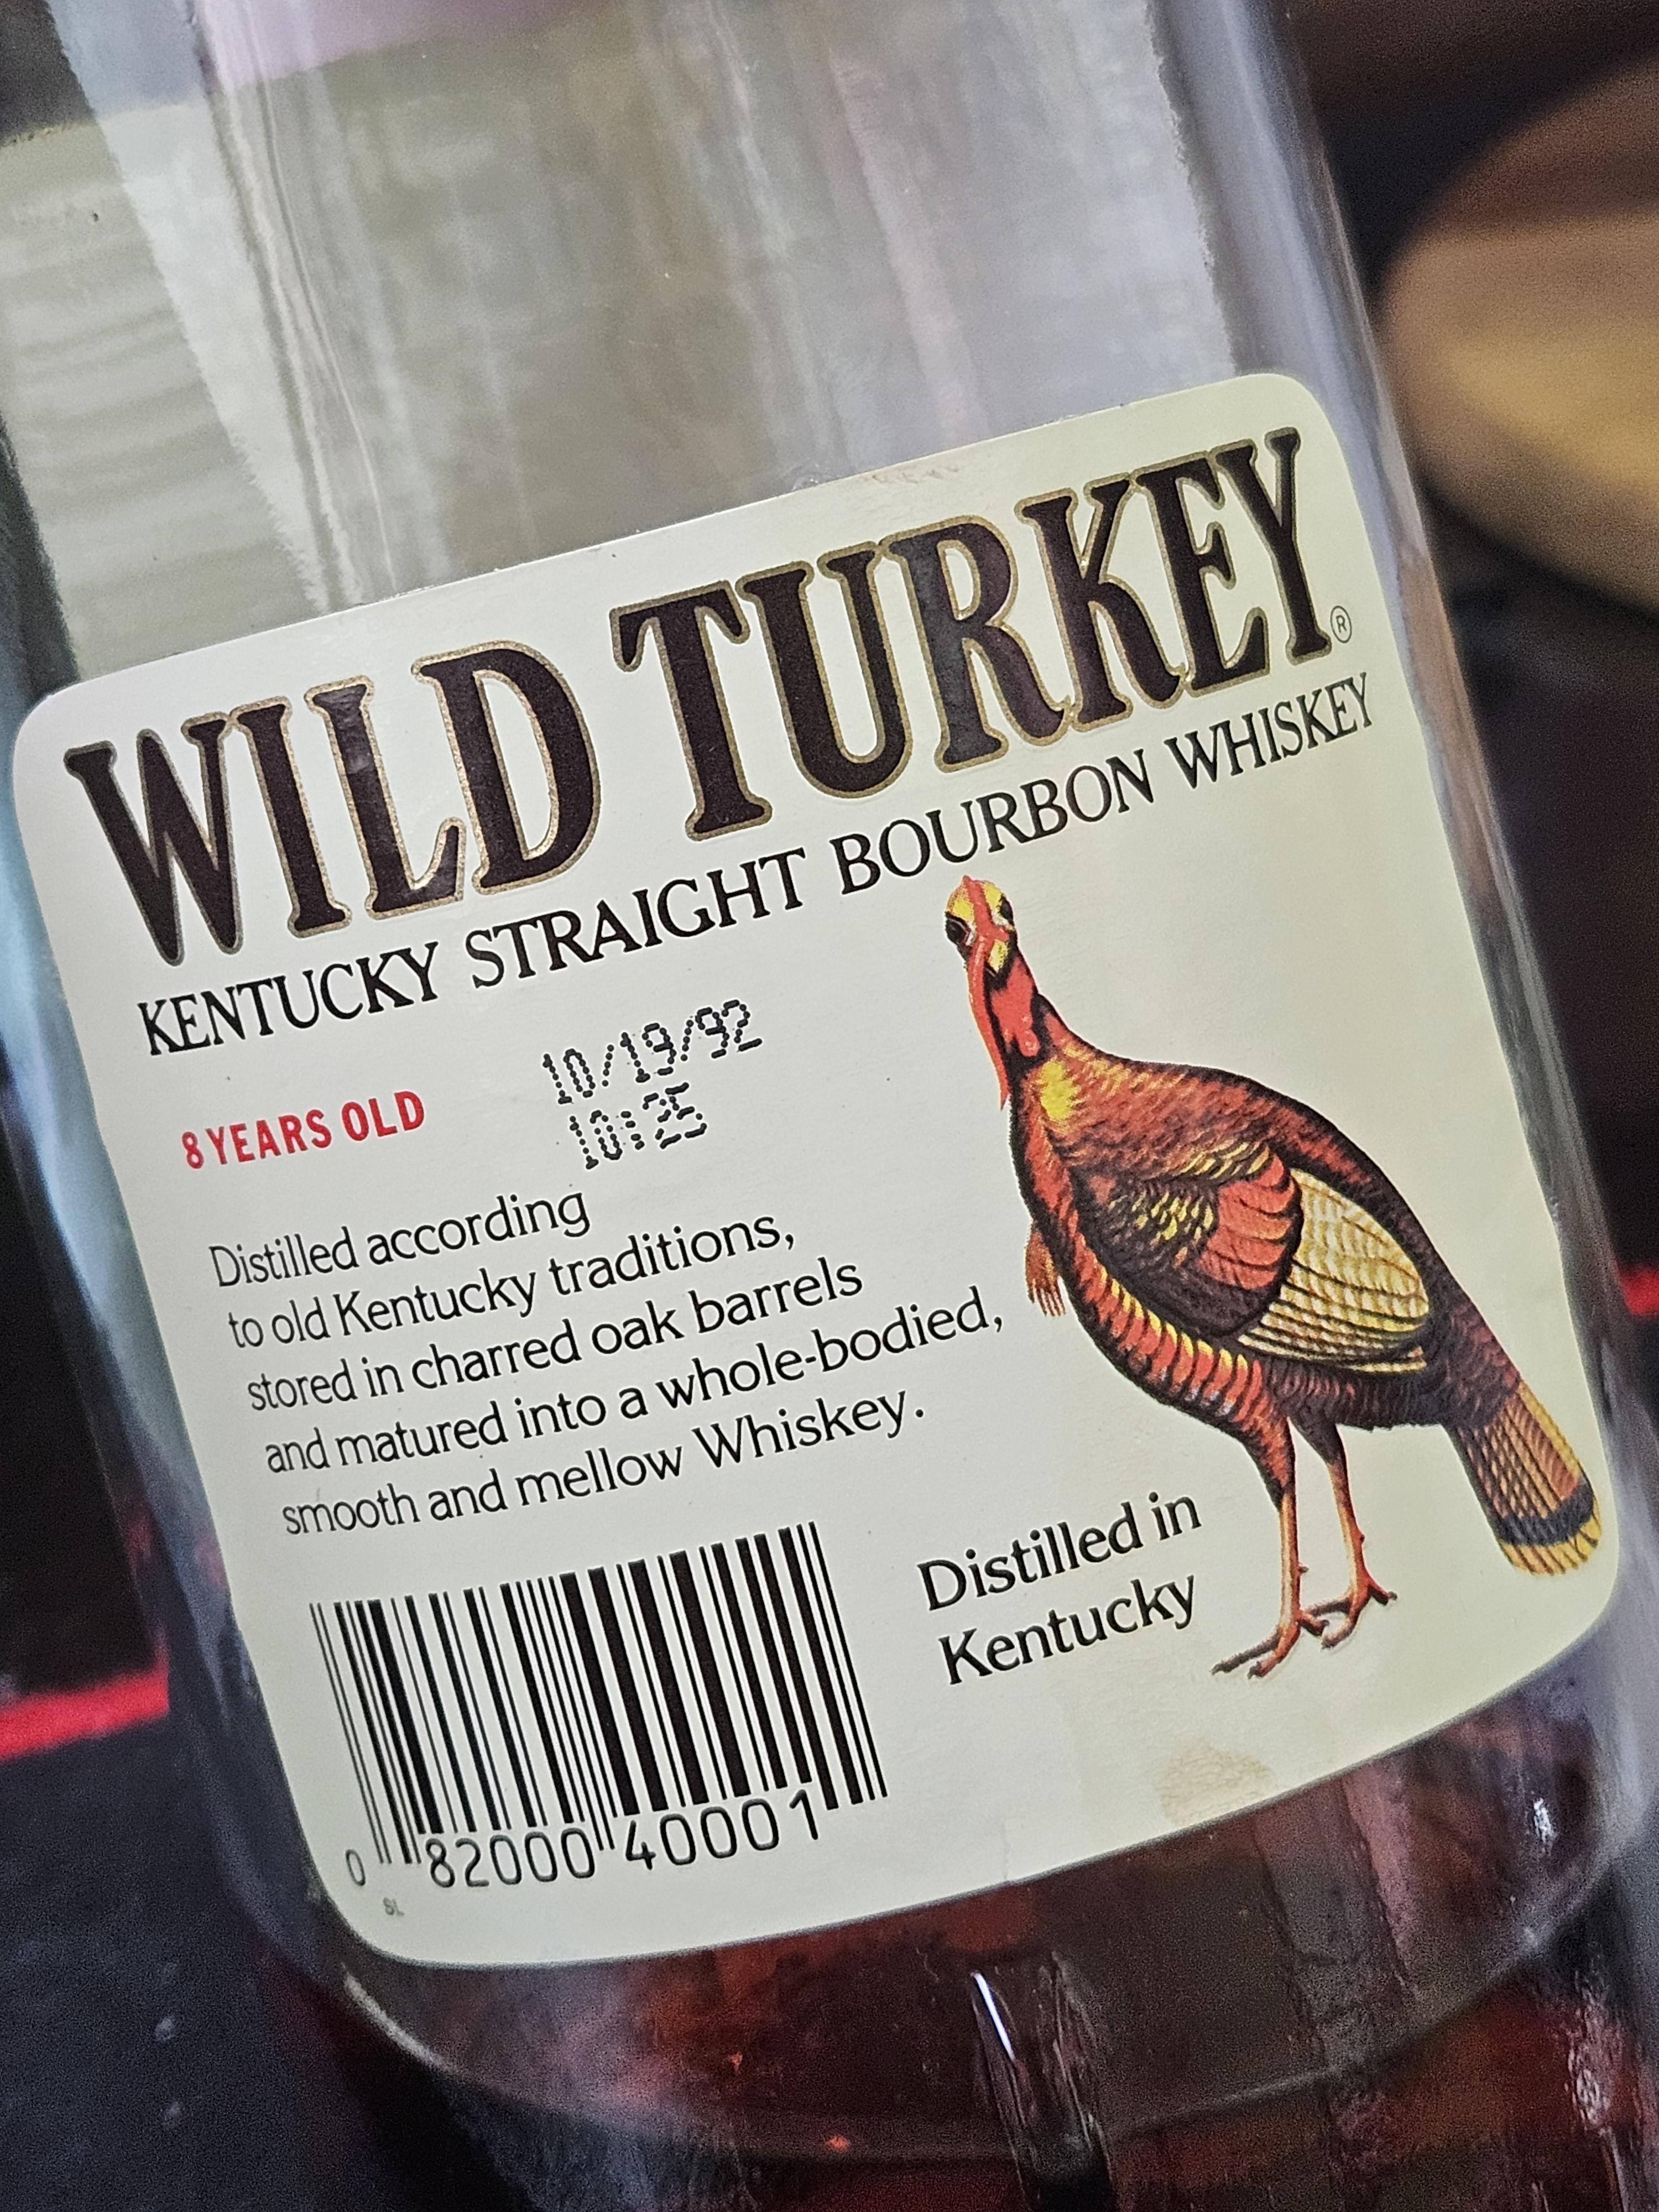 WILD TURKEY®
KENTUCKY STRAIGHT BOURBON WHISKEY
8 YEARS OLD
10/19/92
10:25
Distilled according
to old Kentucky traditions,
stored in charred oak barrels
and matured into a whole-bodied,
smooth and mellow Whiskey.
Distilled in
Kentucky
0 82000 40001
SL